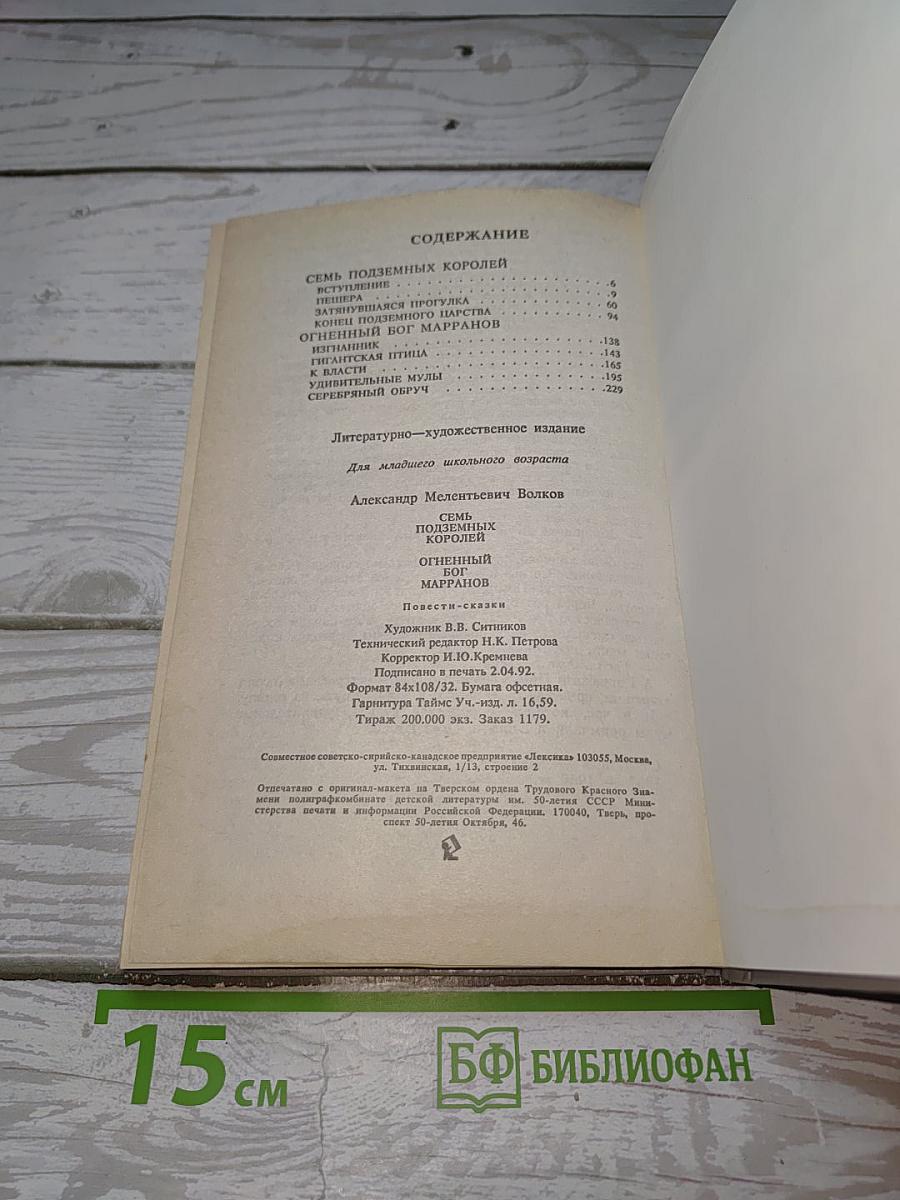 СОДЕРЖАНИЕ
СЕМЬ ПОДЗЕМНЫХ КОРОЛЕЙ
ВСТУПЛЕНИЕ . . . . . . . . . . . . . . . . . .6
ПЕЩЕРА . . . . . . . . . . . . . . . . . . . .9
ЗАТЯНУВШАЯСЯ ПРОГУЛКА . . . . . . . . . . 60
КОНЕЦ ПОДЗЕМНОГО ЦАРСТВА . . . . . . . . 94
ОГНЕННЫЙ БОГ МАРРАНОВ
ИЗГНАННИК . . . . . . . . . . . . . . . . . .138
ГИГАНТСКАЯ ПТИЦА . . . . . . . . . . . . . .143
К ВЛАСТИ . . . . . . . . . . . . . . . . . .165
УДИВИТЕЛЬНЫЕ МУЛЫ . . . . . . . . . . . . .195
СЕРЕБРЯНЫЙ ОБРУЧ . . . . . . . . . . . . . .229
Литературно—художественное издание
Для младшего школьного возраста
Александр Мелентьевич Волков
СЕМЬ
ПОДЗЕМНЫХ
КОРОЛЕЙ
ОГНЕННЫЙ
БОГ
МАРРАНОВ
Повести-сказки
Художник В.В. Ситников
Технический редактор Н.К. Петрова
Корректор И.Ю.Кремнева
Подписано в печать 2.04.92.
Формат 84х108/32. Бумага офсетная.
Гарнитура Таймс Уч.-изд. л. 16,59.
Тираж 200.000 экз. Заказ 1179.
Совместное советско-сирийско-канадское предприятие «Лексика» 103055, Москва,
ул. Тихвинская, 1/13, строение 2
Отпечатано с оригинал-макета на Тверском ордена Трудового Красного Зна-
мени полиграфкомбинате детской литературы им. 50-летия СССР Мини-
стерства печати и информации Российской Федерации. 170040, Тверь, про-
спект 50-летия Октября, 46.
15 см
БФ БИБЛИОФАН